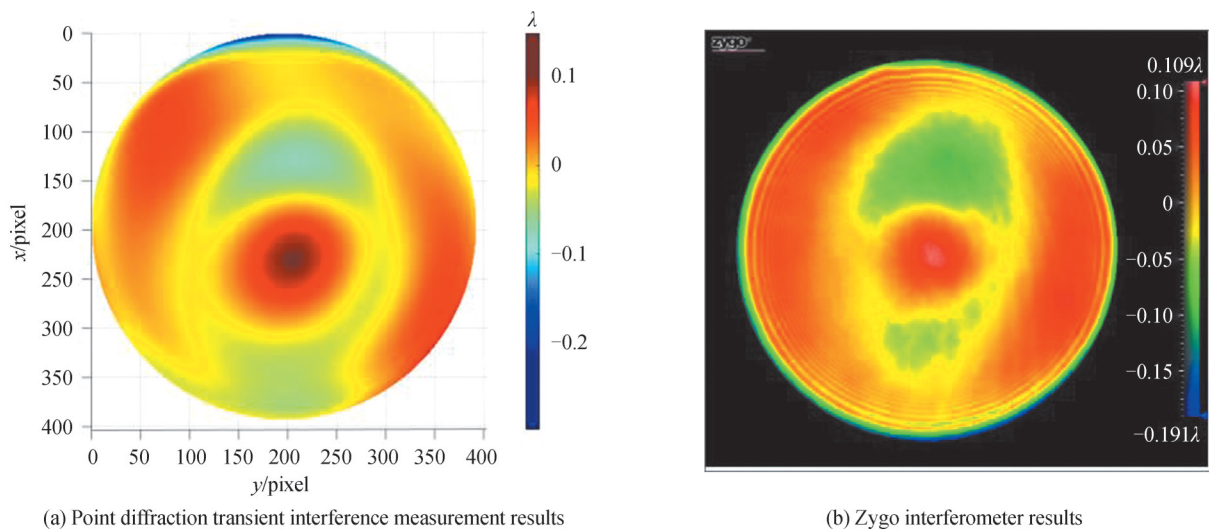 λ
0
50
100
150
200
250
300
350
400
x/pixel
0 50 100 150 200 250 300 350 400
y/pixel
0.1
0
−0.1
−0.2
(a) Point diffraction transient interference measurement results
zygo
0.109λ
0.10
0.05
0
−0.05
−0.10
−0.15
−0.191λ
(b) Zygo interferometer results